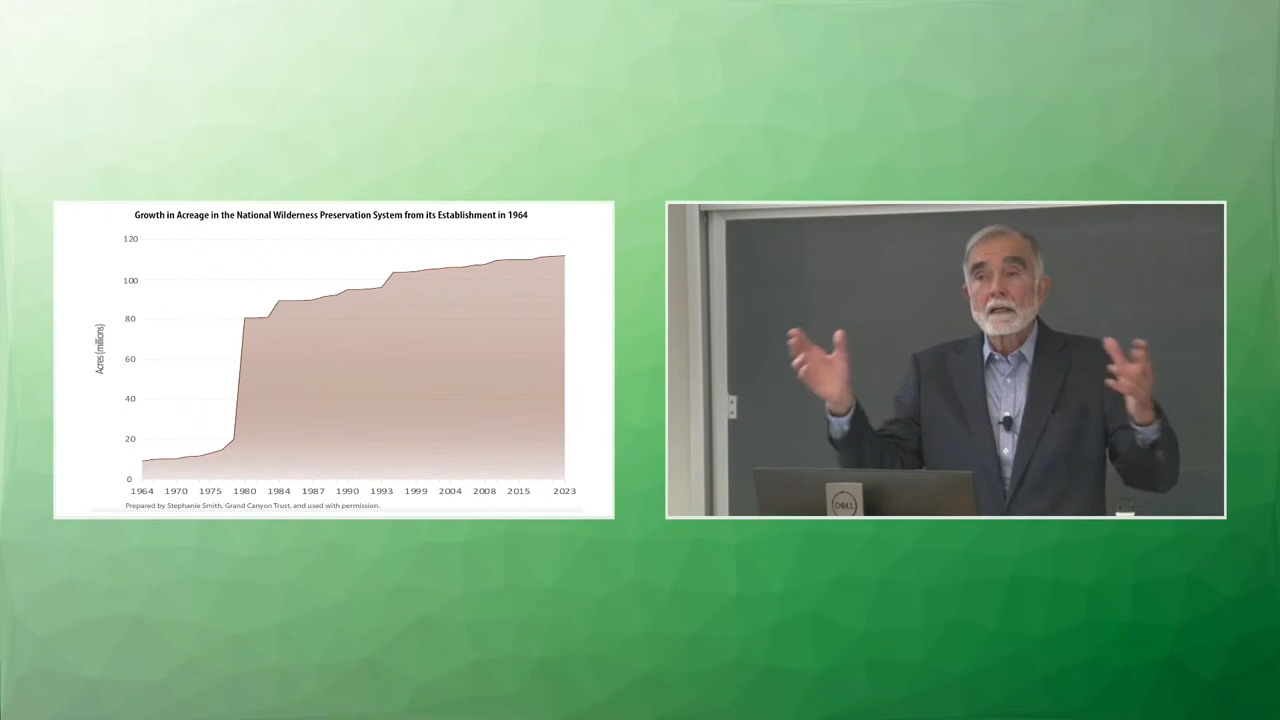 Growth in Acreage in the National Wilderness Preservation System from its Establishment in 1964
120
100
80
60
40
20
0
Acres (millions)
1964 1970 1975 1980 1984 1987 1990 1993 1999 2004 2008 2015 2023
Prepared by Stephanie Smith, Grand Canyon Trust, and used with permission.
DELL